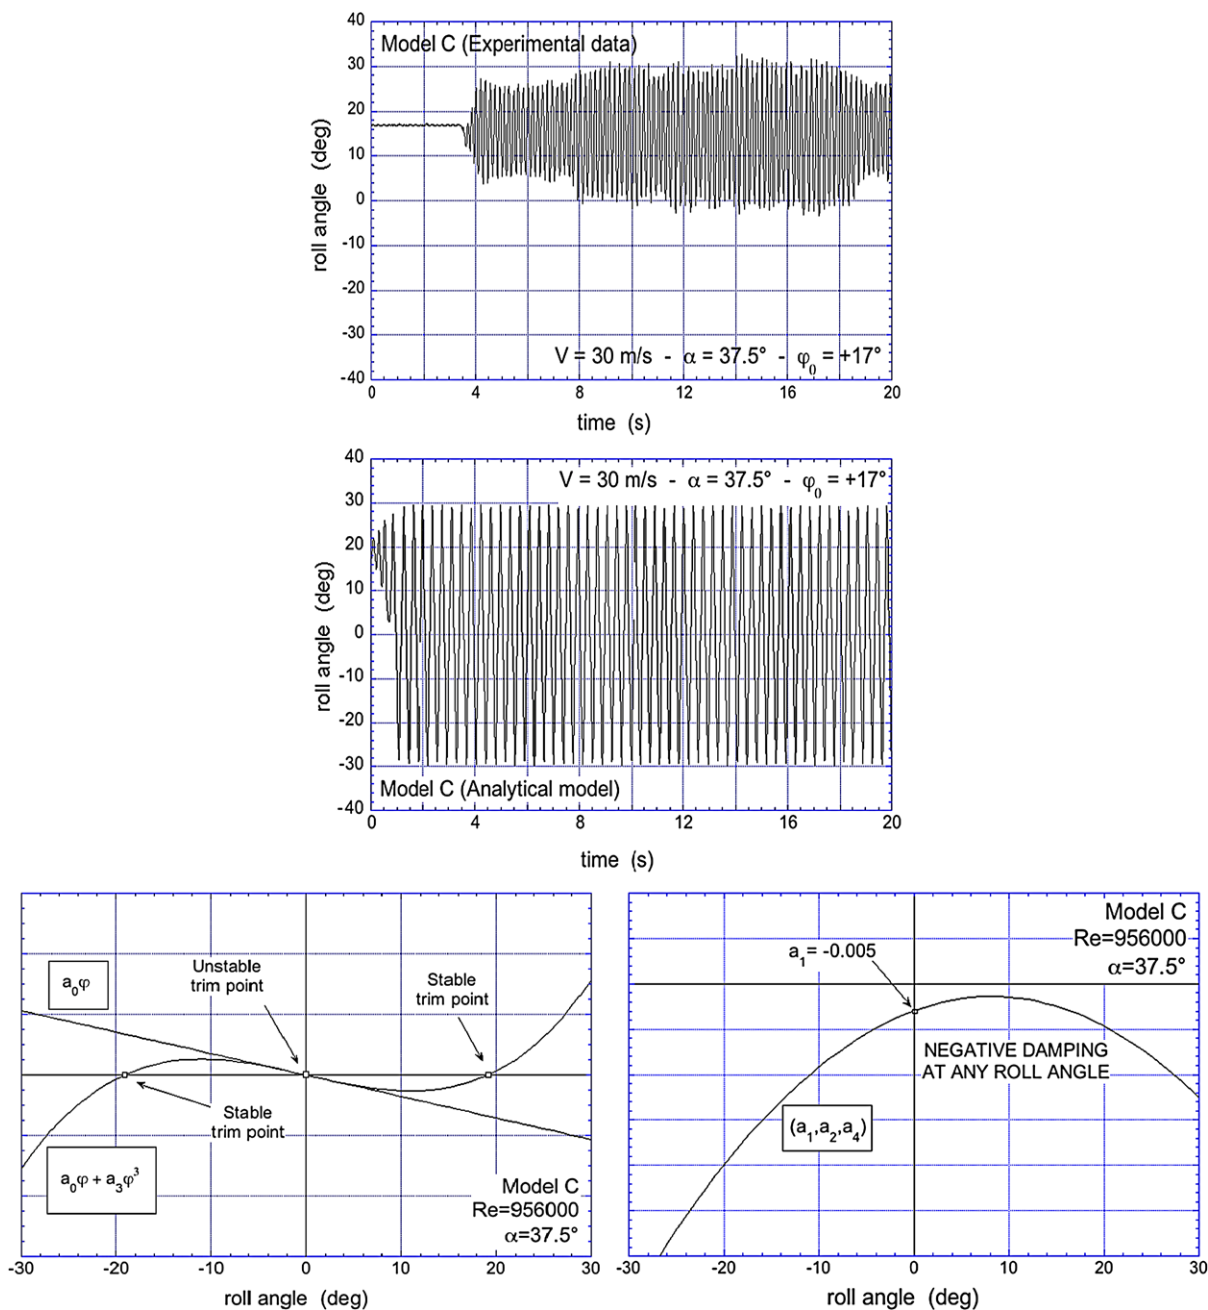 Model C (Experimental data)
40
30
20
10
0
-10
-20
-30
-40
roll angle (deg)
V = 30 m/s - α = 37.5° - φ0 = +17°
0 4 8 12 16 20
time (s)
V = 30 m/s - α = 37.5° - φ0 = +17°
40
30
20
10
0
-10
-20
-30
-40
roll angle (deg)
Model C (Analytical model)
0 4 8 12 16 20
time (s)
a0φ
Unstable
trim point
Stable
trim point
Stable
trim point
a0φ + a3φ³
Model C
Re=956000
α=37.5°
-30 -20 -10 0 10 20 30
roll angle (deg)
Model C
Re=956000
α=37.5°
a1= -0.005
NEGATIVE DAMPING
AT ANY ROLL ANGLE
(a1,a2,a4)
-30 -20 -10 0 10 20 30
roll angle (deg)